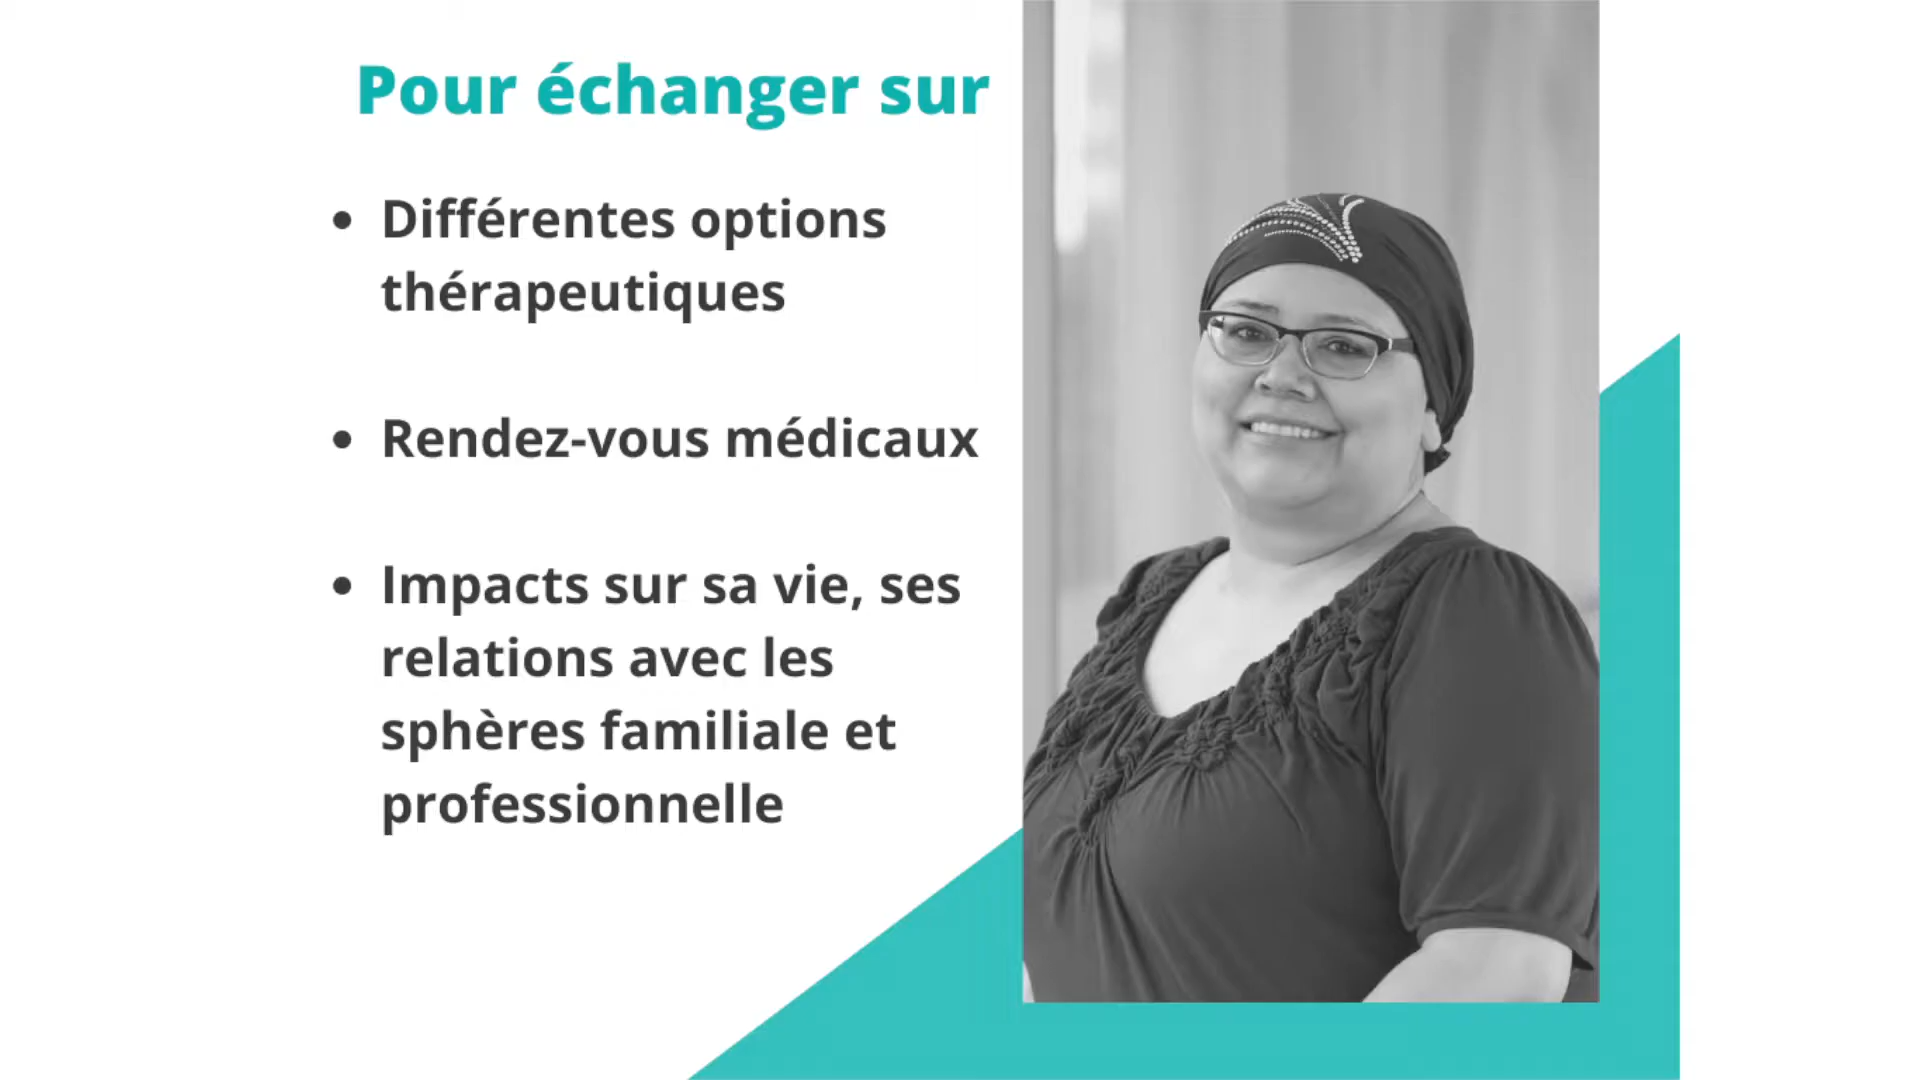 Pour échanger sur
• Différentes options
thérapeutiques
• Rendez-vous médicaux
• Impacts sur sa vie, ses
relations avec les
sphères familiale et
professionnelle